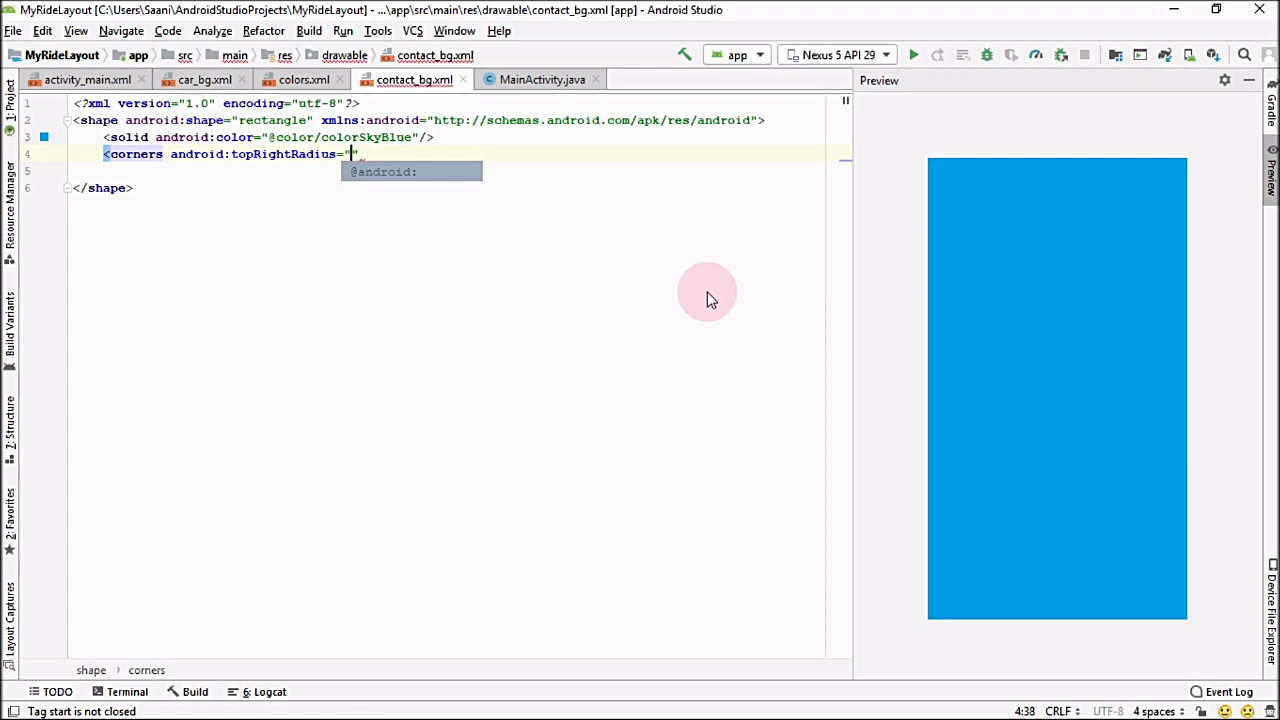 MyRideLayout [C:\Users\Saani\AndroidStudioProjects\MyRideLayout] - ...\app\src\main\res\drawable\contact_bg.xml [app] - Android Studio
File Edit View Navigate Code Analyze Refactor Build Run Tools VCS Window Help
MyRideLayout app src main res drawable contact_bg.xml app Nexus 5 API 29
activity_main.xml car_bg.xml colors.xml contact_bg.xml MainActivity.java Preview
1 <?xml version="1.0" encoding="utf-8"?>
2 <shape android:shape="rectangle" xmlns:android="http://schemas.android.com/apk/res/android">
3 <solid android:color="@color/colorSkyBlue"/>
4 <corners android:topRightRadius=""
@android:
5
6 </shape>
1: Project
Resource Manager
Build Variants
7: Structure
2: Favorites
Layout Captures
Gradle
Preview
Device File Explorer
shape › corners
TODO Terminal Build 6: Logcat Event Log
Tag start is not closed 4:38 CRLF UTF-8 4 spaces